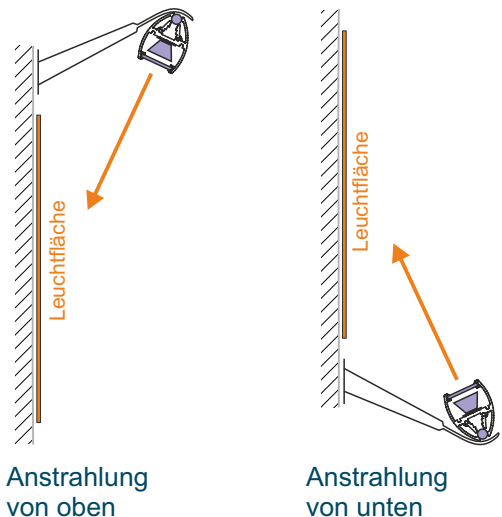 Leuchtfläche
Leuchtfläche
Anstrahlung
von oben
Anstrahlung
von unten